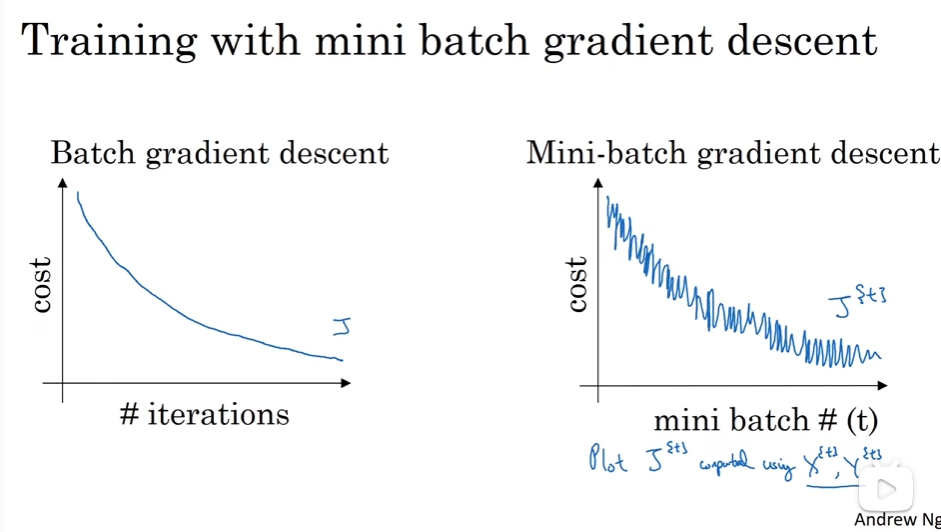 Training with mini batch gradient descent
Batch gradient descent
cost
J
# iterations
Mini-batch gradient descent
cost
J^{t}
mini batch # (t)
Plot J^{t} computed using X^{t}, Y^{t}
Andrew Ng